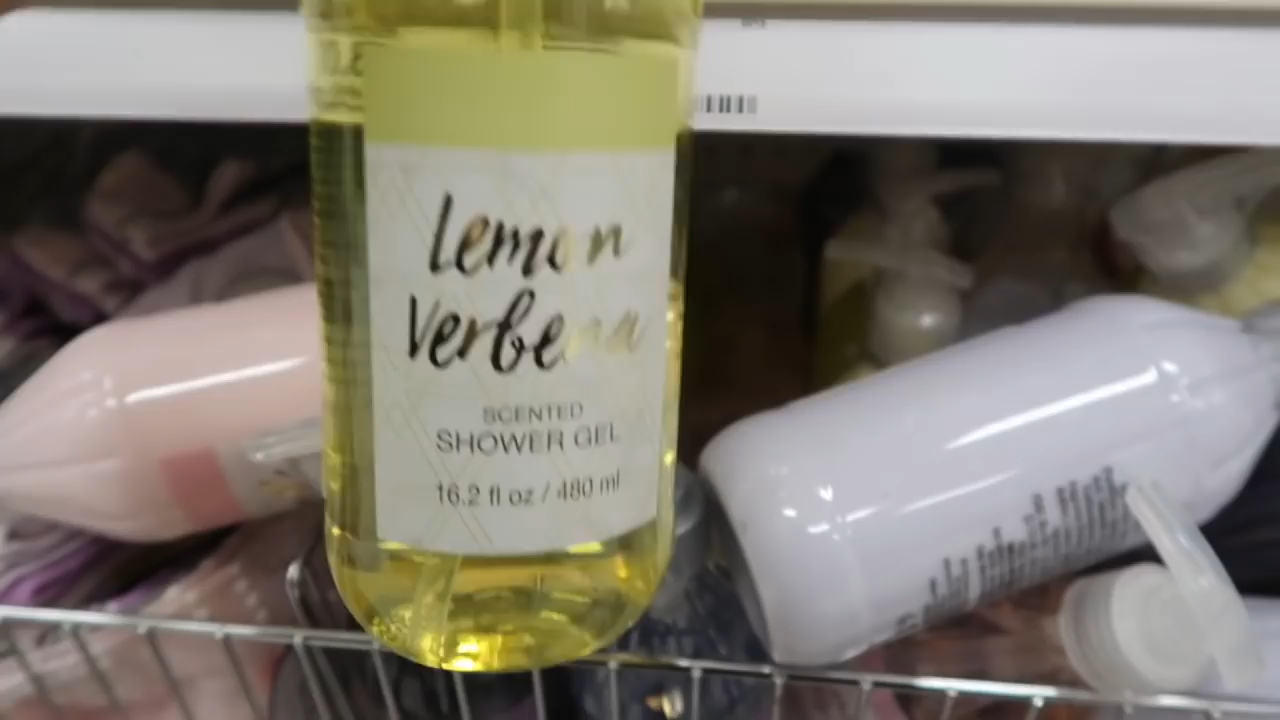 Lemon
Verbena
SCENTED
SHOWER GEL
16.2 fl oz / 480 ml